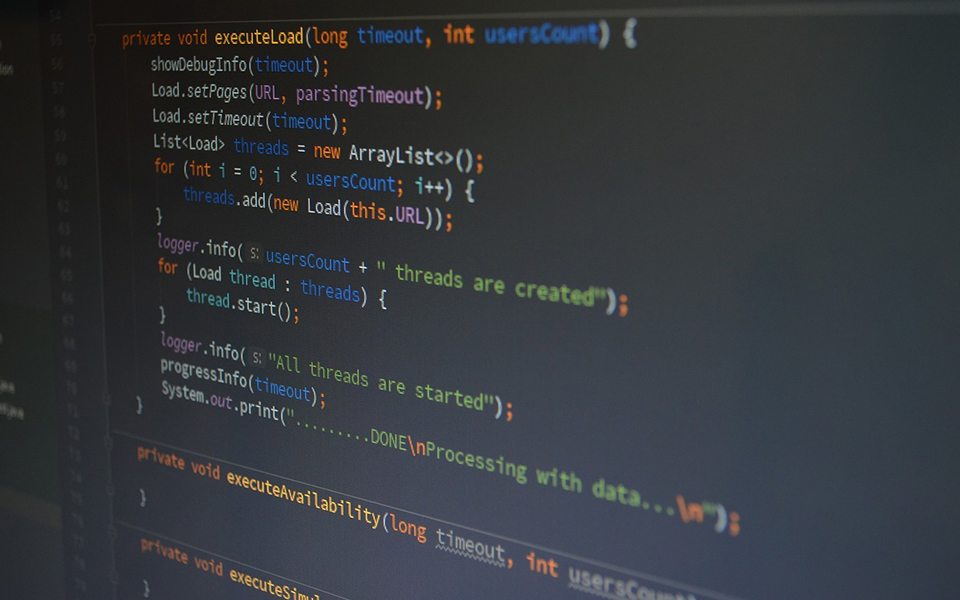 private void executeLoad(long timeout, int usersCount) {
showDebugInfo(timeout);
Load.setPages(URL, parsingTimeout);
Load.setTimeout(timeout);
List<Load> threads = new ArrayList<>();
for (int i = 0; i < usersCount; i++) {
threads.add(new Load(this.URL));
}
logger.info( s: usersCount + " threads are created");
for (Load thread : threads) {
thread.start();
}
logger.info( s: "All threads are started");
progressInfo(timeout);
System.out.print(".........DONE\nProcessing with data...\n");
}
private void executeAvailability(long timeout, int usersCount
}
private void
}